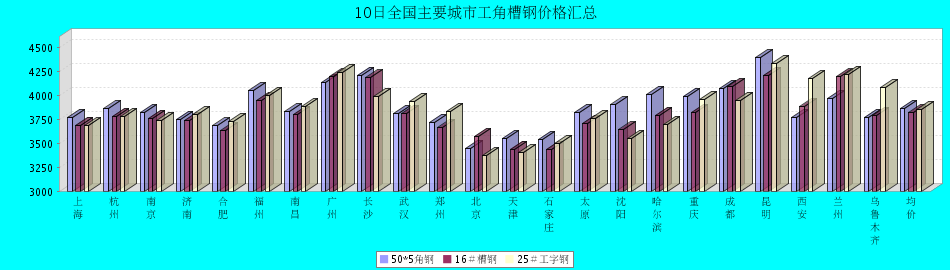 10日全国主要城市工角槽钢价格汇总
4500
4250
4000
3750
3500
3250
3000
上海
杭州
南京
济南
合肥
福州
南昌
广州
长沙
武汉
郑州
北京
天津
石家庄
太原
沈阳
哈尔滨
重庆
成都
昆明
西安
兰州
乌鲁木齐
均价
50*5角钢
16#槽钢
25#工字钢